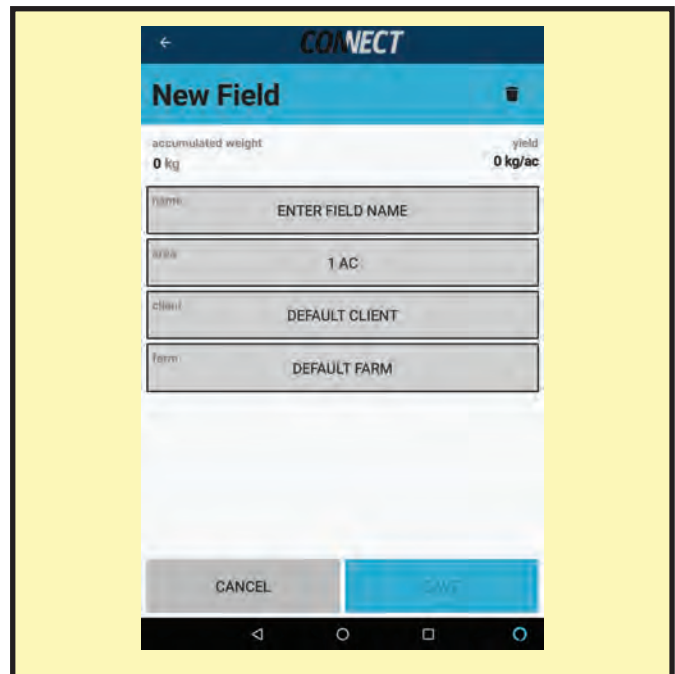 CONNECT
New Field
accumulated weight
yield
0 kg
0 kg/ac
name
ENTER FIELD NAME
area
1 AC
client
DEFAULT CLIENT
farm
DEFAULT FARM
CANCEL
SAVE